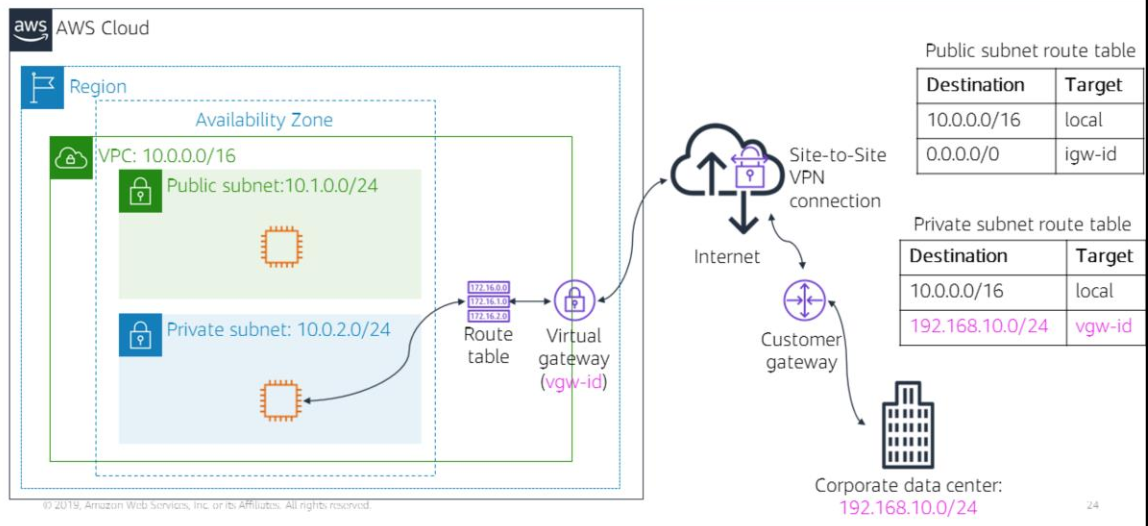 aws
AWS Cloud
Region
Availability Zone
VPC: 10.0.0.0/16
Public subnet:10.1.0.0/24
Private subnet: 10.0.2.0/24
172.16.0.0
172.16.1.0
172.16.2.0
Route
table
Virtual
gateway
(vgw-id)
Site-to-Site
VPN
connection
Internet
Customer
gateway
Corporate data center:
192.168.10.0/24
Public subnet route table
Destination Target
10.0.0.0/16 local
0.0.0.0/0 igw-id
Private subnet route table
Destination Target
10.0.0.0/16 local
192.168.10.0/24 vgw-id
© 2019, Amazon Web Services, Inc. or its Affiliates. All rights reserved.
24